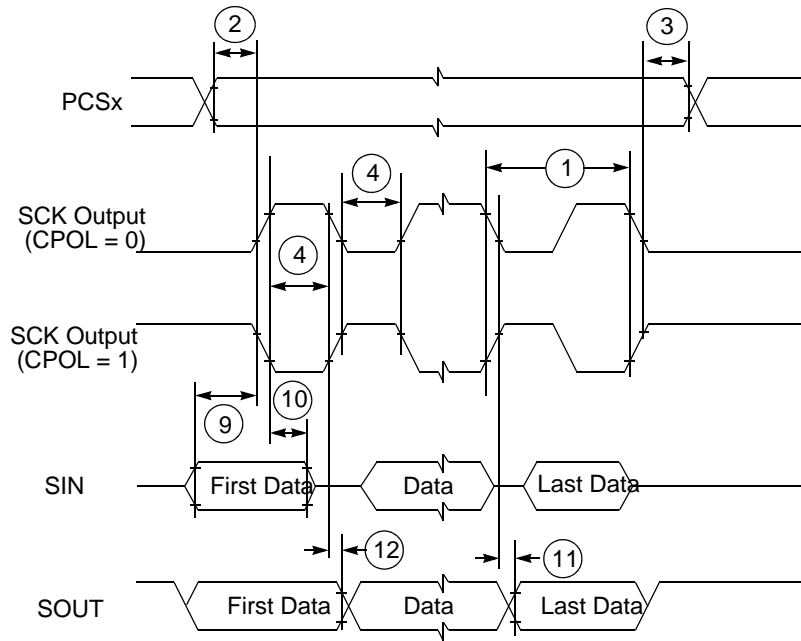 2
3
PCSx
4
1
SCK Output
(CPOL = 0)
4
SCK Output
(CPOL = 1)
9
10
SIN
First Data
Data
Last Data
12
11
SOUT
First Data
Data
Last Data